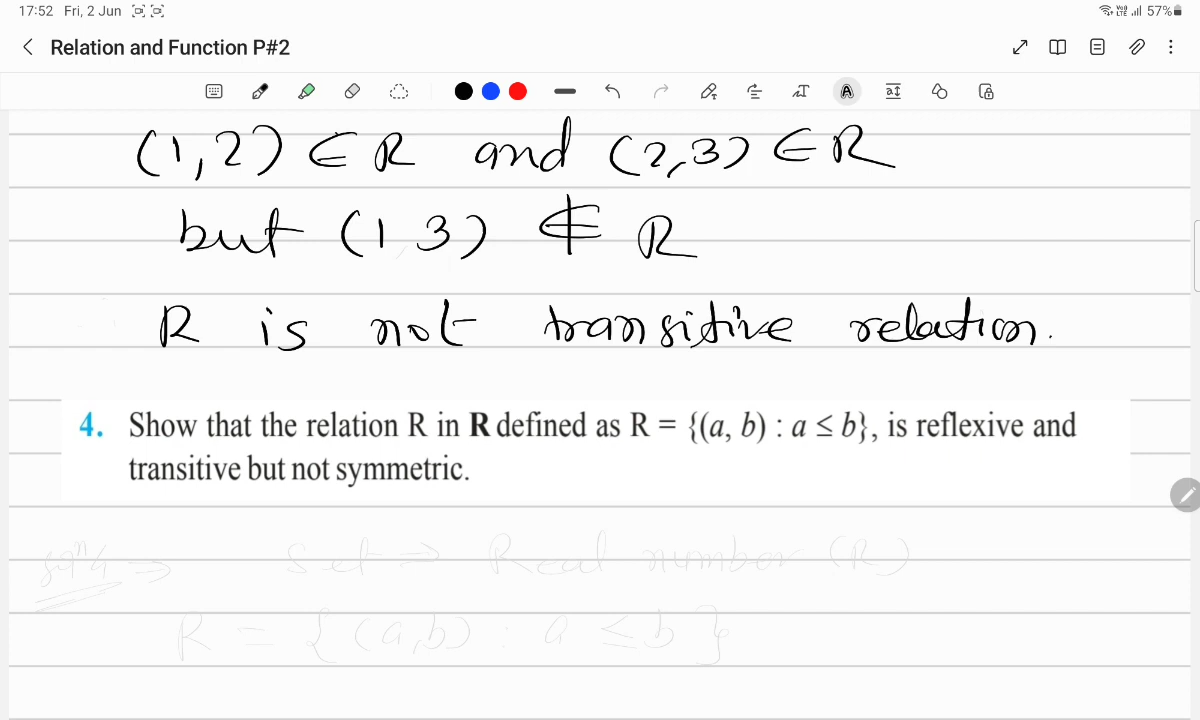 17:52 Fri, 2 Jun 57%
Relation and Function P#2
(1,2) ∈ R and (2,3) ∈ R
but (1 3) ∉ R
R is not transitive relation.
4. Show that the relation R in R defined as R = {(a, b) : a ≤ b}, is reflexive and
transitive but not symmetric.
Solⁿ4 ⇒ Set ⇒ Real number (R)
R = {(a,b) : a ≤ b}